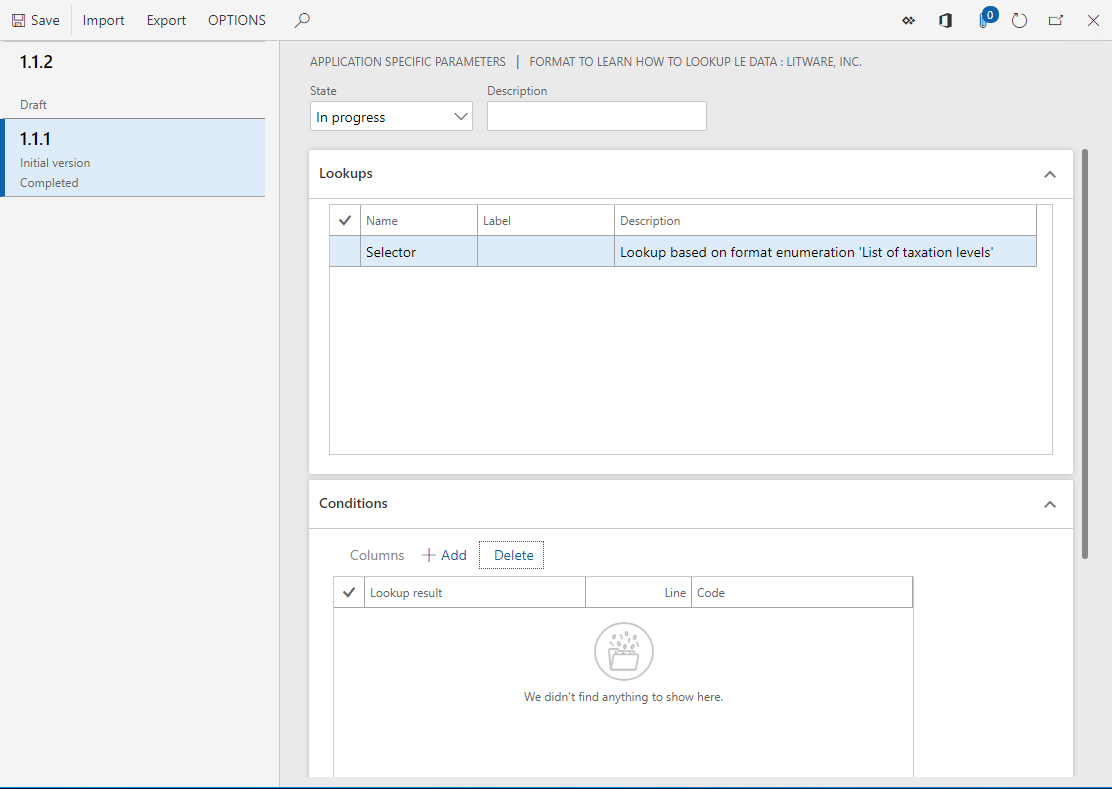 Save Import Export OPTIONS
0
1.1.2
Draft
1.1.1
Initial version
Completed
APPLICATION SPECIFIC PARAMETERS | FORMAT TO LEARN HOW TO LOOKUP LE DATA : LITWARE, INC.
State Description
In progress
Lookups
Name Label Description
Selector Lookup based on format enumeration 'List of taxation levels'
Conditions
Columns Add Delete
Lookup result Line Code
We didn't find anything to show here.